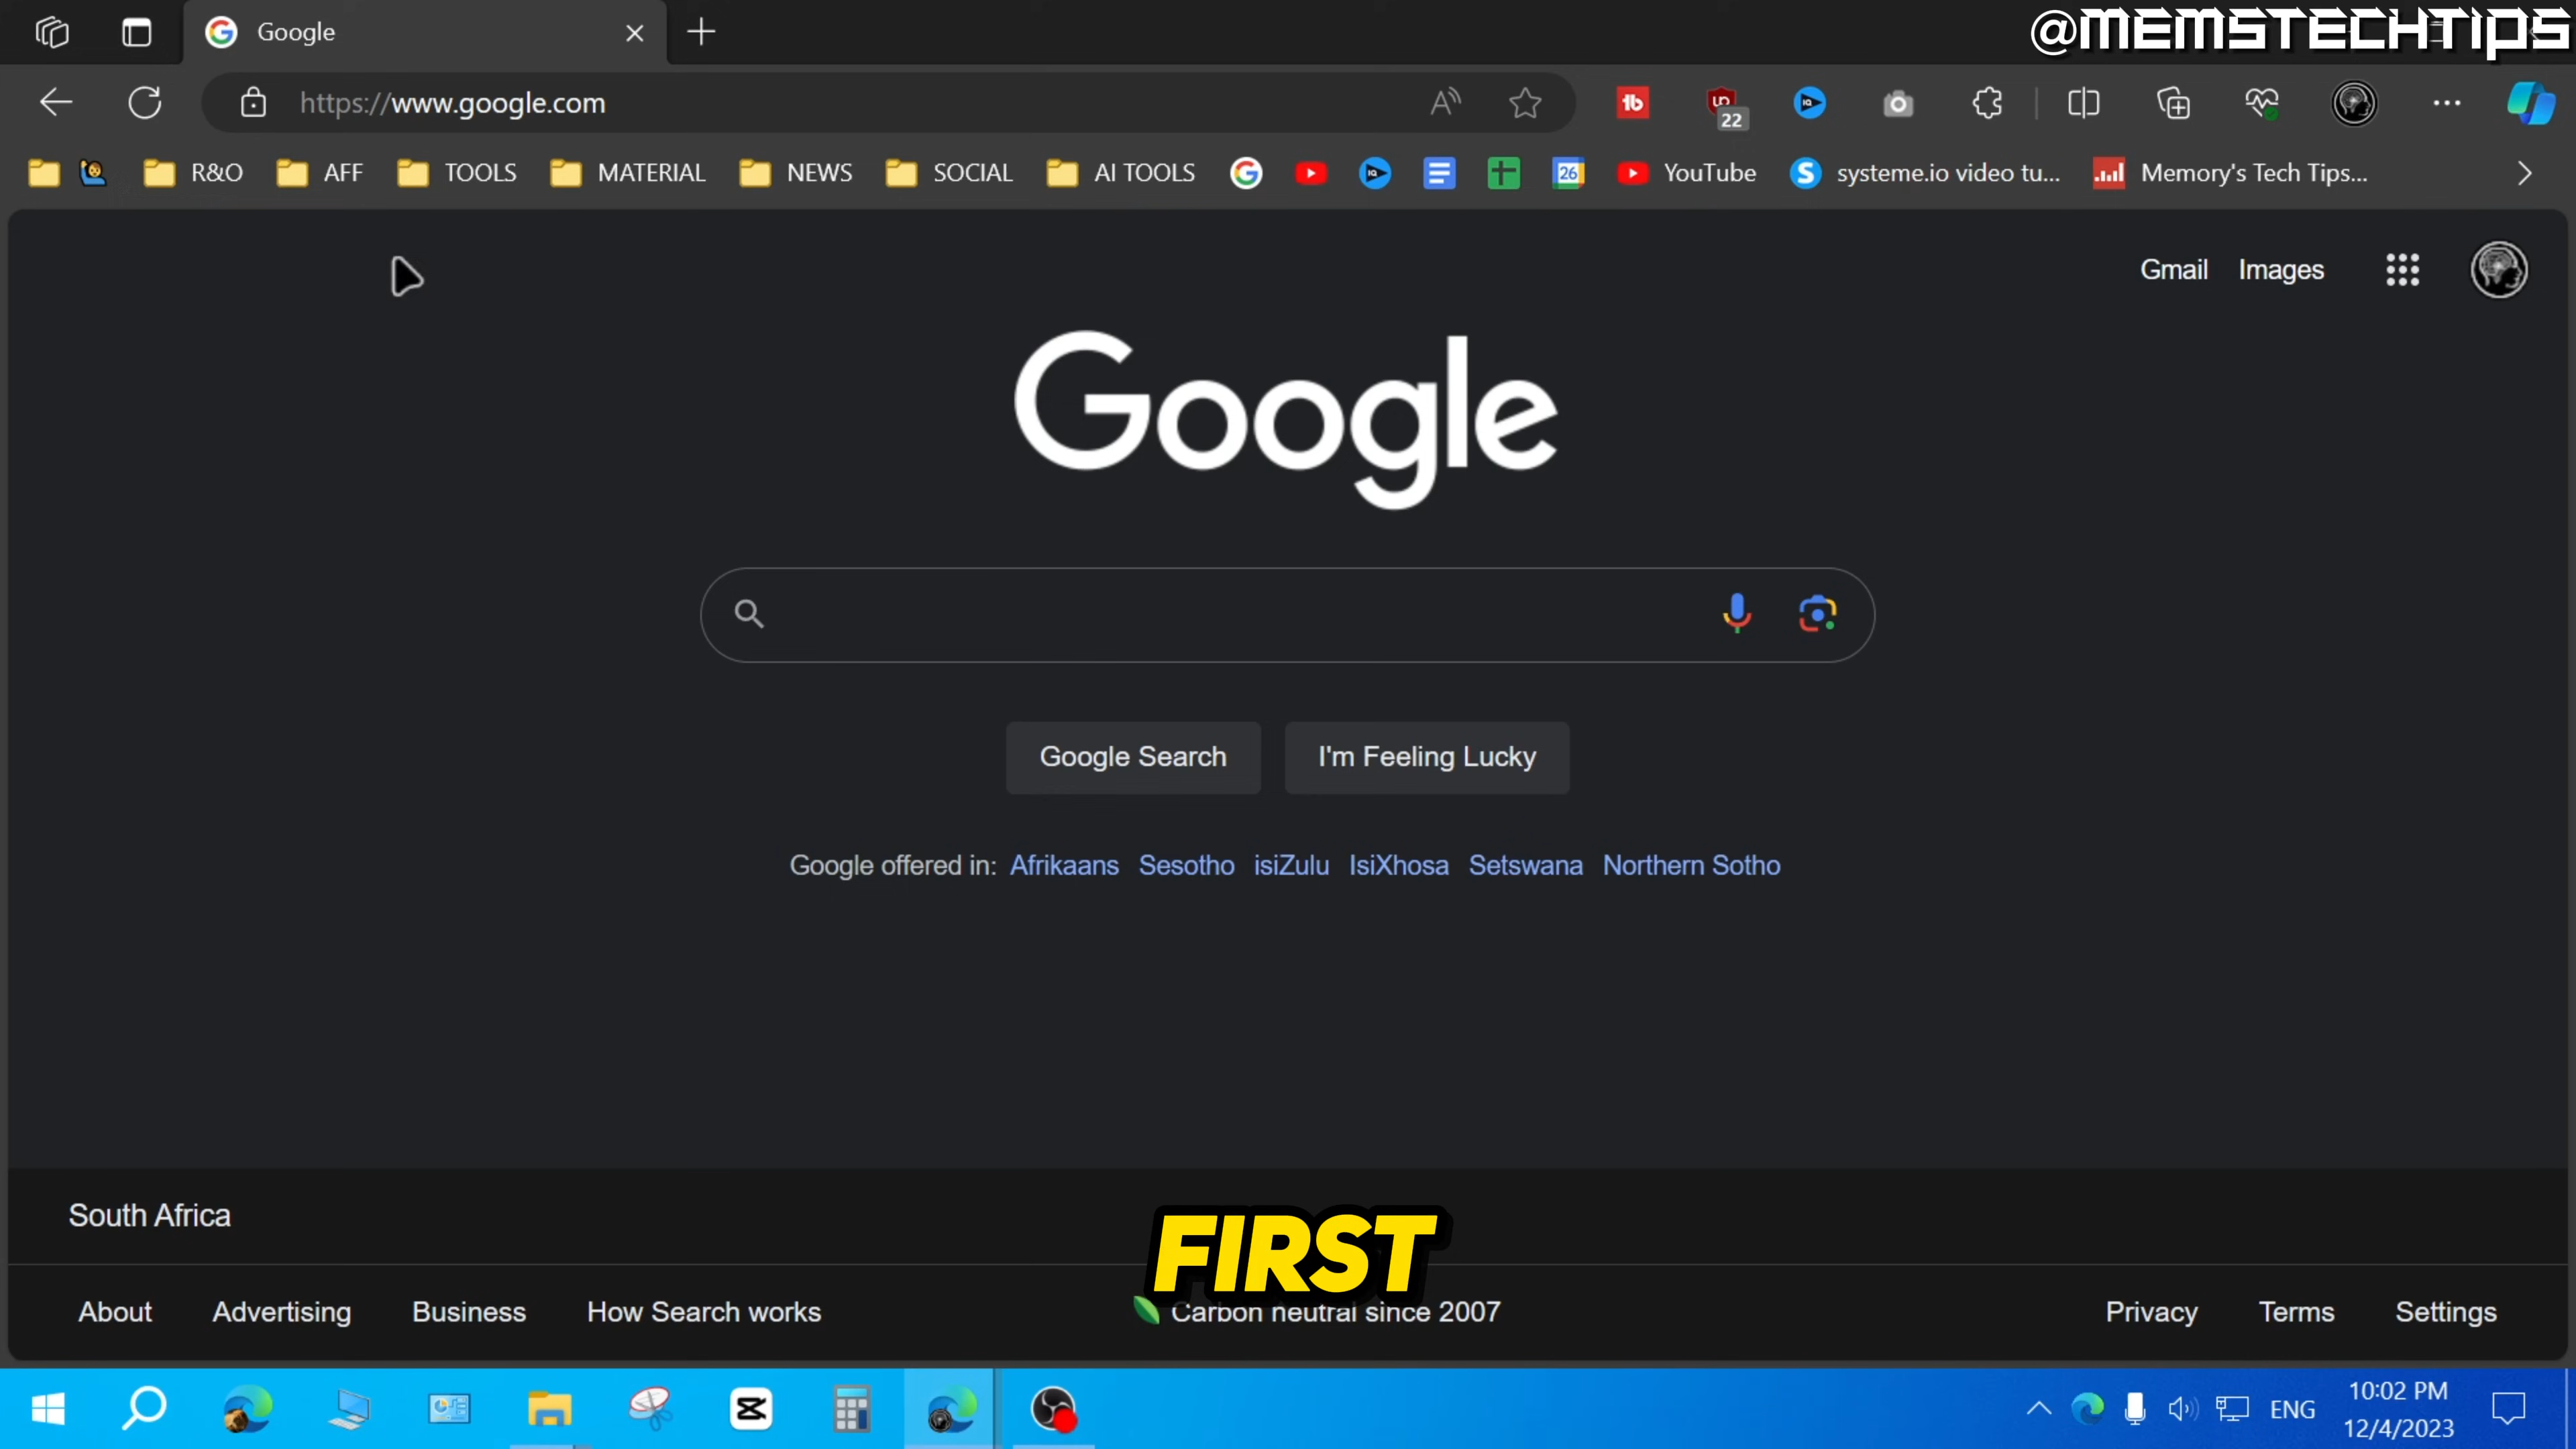 Google
@MEMSTECHTIPS
https://www.google.com
22
R&O
AFF
TOOLS
MATERIAL
NEWS
SOCIAL
AI TOOLS
26
YouTube
systeme.io video tu...
Memory's Tech Tips...
Gmail
Images
Google
Google Search
I'm Feeling Lucky
Google offered in: Afrikaans Sesotho isiZulu IsiXhosa Setswana Northern Sotho
South Africa
FIRST
About
Advertising
Business
How Search works
Carbon neutral since 2007
Privacy
Terms
Settings
ENG
10:02 PM
12/4/2023